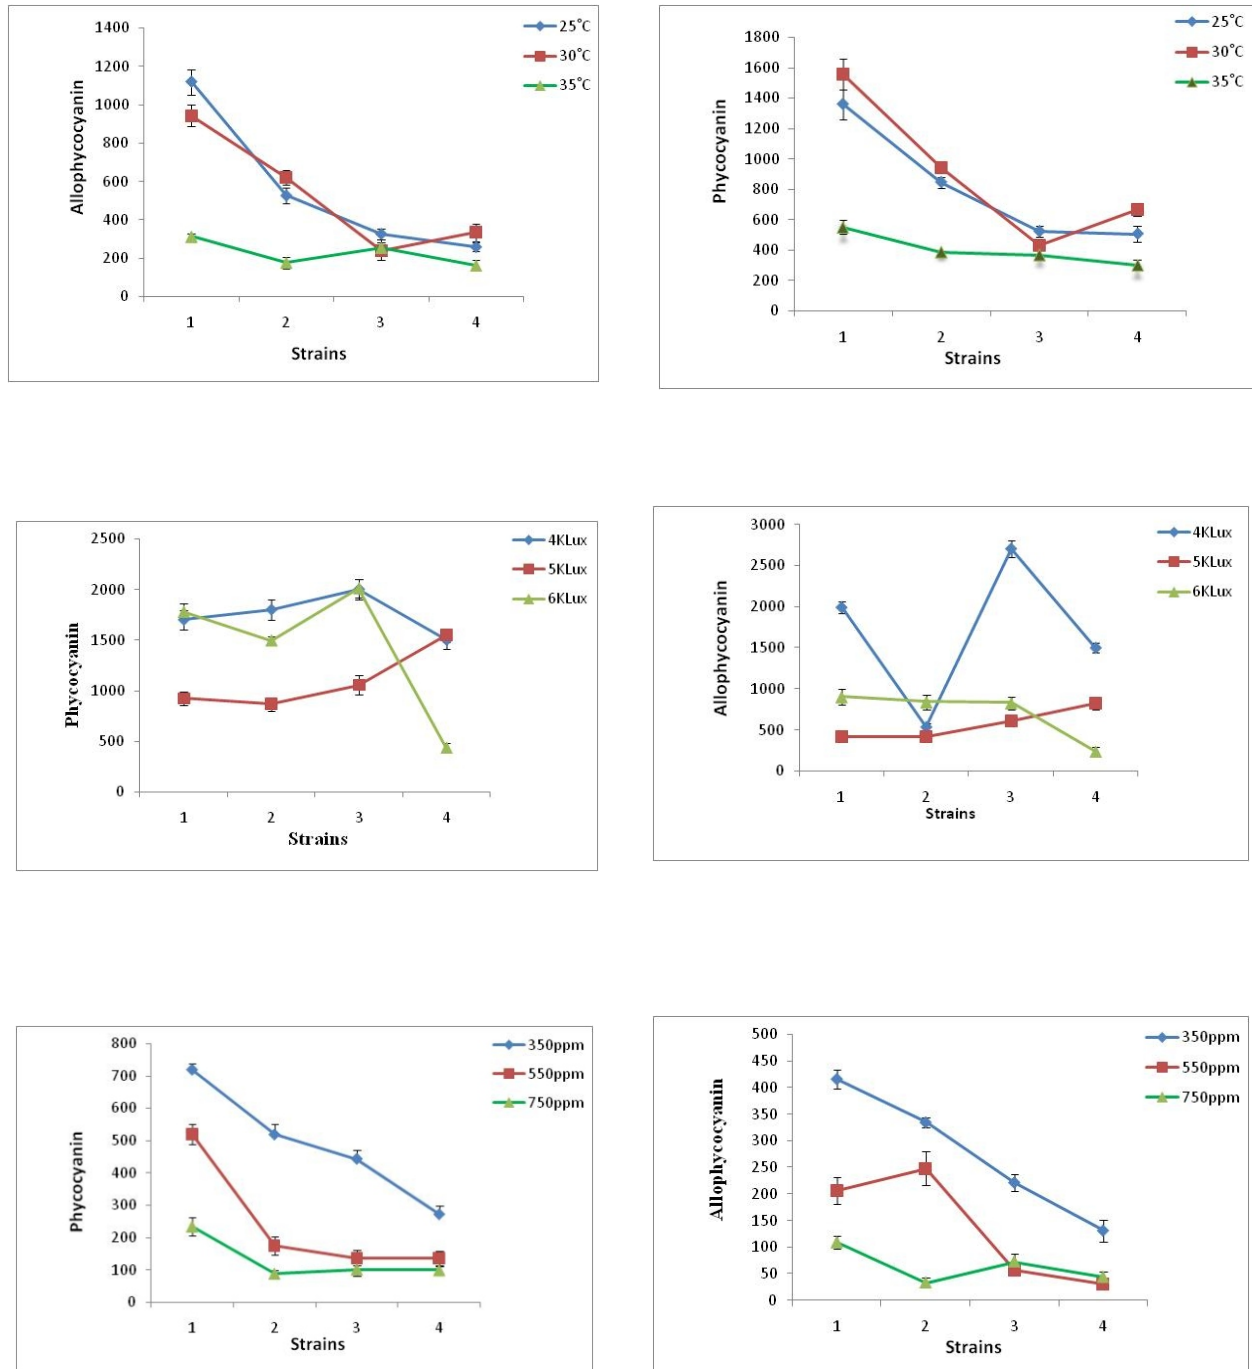 Allophycocyanin
1400
1200
1000
800
600
400
200
0
1 2 3 4
Strains
25°C
30°C
35°C
Phycocyanin
1800
1600
1400
1200
1000
800
600
400
200
0
1 2 3 4
Strains
25°C
30°C
35°C
Phycocyanin
2500
2000
1500
1000
500
0
1 2 3 4
Strains
4KLux
5KLux
6KLux
Allophycocyanin
3000
2500
2000
1500
1000
500
0
1 2 3 4
Strains
4KLux
5KLux
6KLux
Phycocyanin
800
700
600
500
400
300
200
100
0
1 2 3 4
Strains
350ppm
550ppm
750ppm
Allophycocyanin
500
450
400
350
300
250
200
150
100
50
0
1 2 3 4
Strains
350ppm
550ppm
750ppm